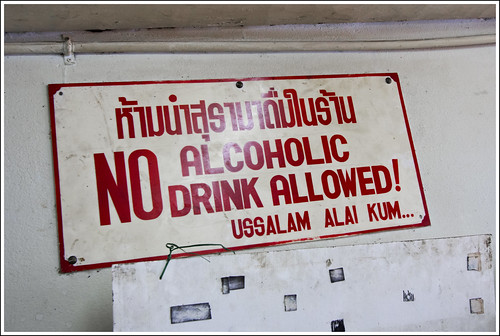 ห้ามนำสุรามาดื่มในร้าน
NO ALCOHOLIC
DRINK ALLOWED!
USSALAM ALAI KUM...